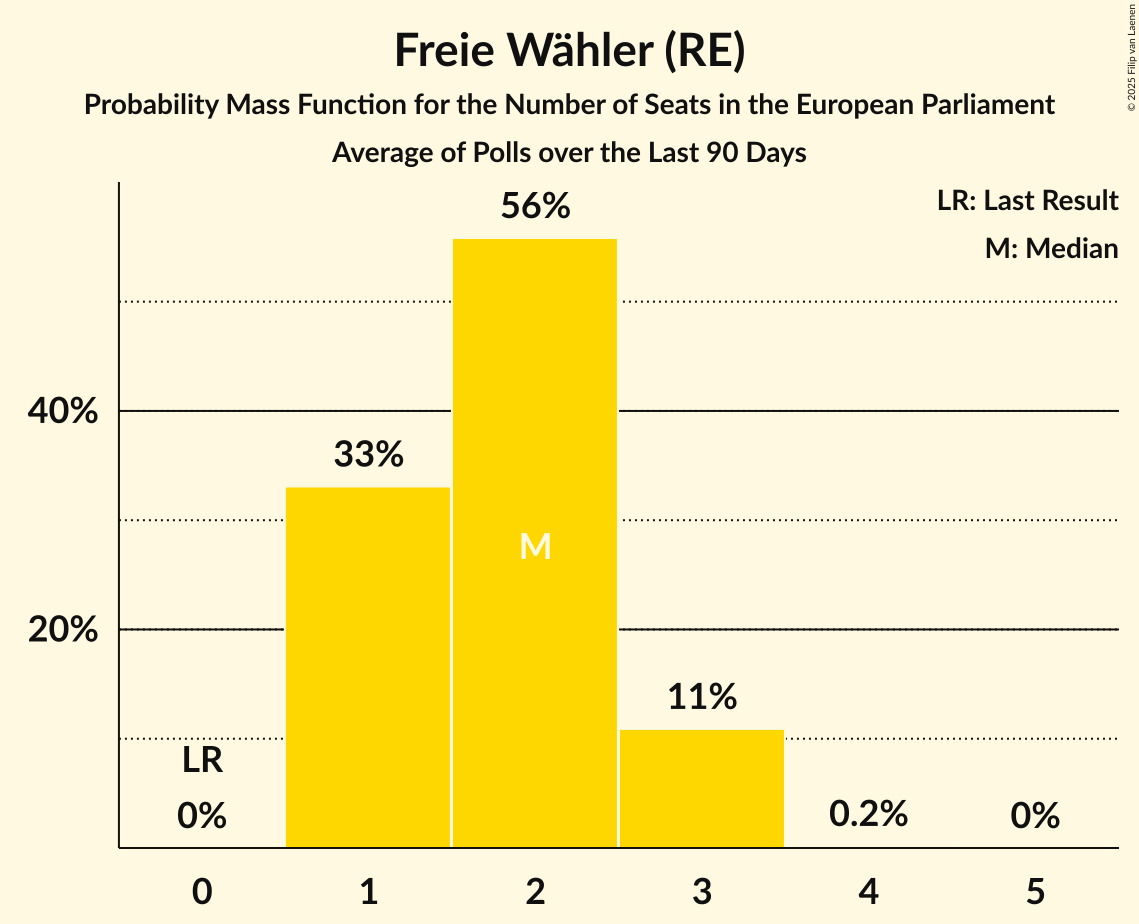 Freie Wähler (RE)
Probability Mass Function for the Number of Seats in the European Parliament
Average of Polls over the Last 90 Days
© 2025 Filip van Laenen
LR: Last Result
M: Median
56%
40%
33%
M
20%
11%
LR
0%
0.2%
0%
0 1 2 3 4 5